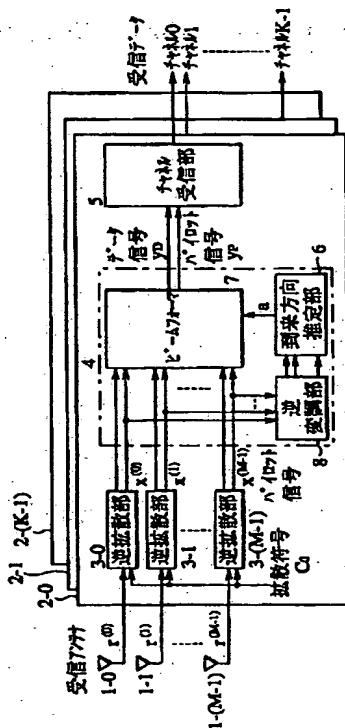 2-(K-1)
2-1
2-0
受信アンテナ
1-0
r(0)
1-1
r(1)
1-(M-1)
r(M-1)
3-0
逆拡散部
x(0)
逆拡散部
3-1
x(1)
逆拡散部
3-(M-1)
x(M-1)
パイロット
信号
拡散符号
C0
4
ビームフォーマ
7
データ
信号
yD
パイロット
信号
yP
a
逆
変調部
8
到来方向
推定部
6
5
チャネル
受信部
受信データ
チャネル0
チャネル1
チャネルK-1